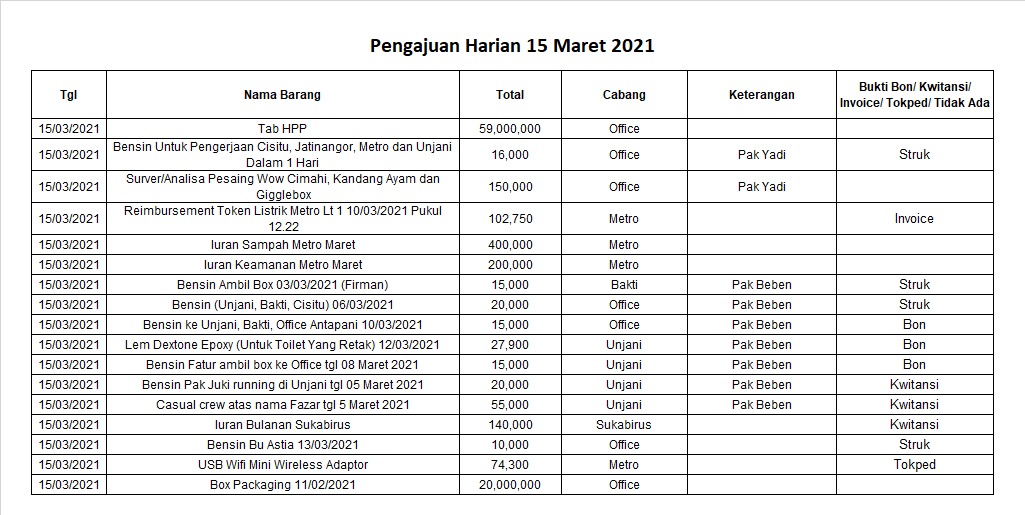 Pengajuan Harian 15 Maret 2021
Tgl Nama Barang Total Cabang Keterangan Bukti Bon/ Kwitansi/
Invoice/ Tokped/ Tidak Ada
15/03/2021 Tab HPP 59,000,000 Office
15/03/2021 Bensin Untuk Pengerjaan Cisitu, Jatinangor, Metro dan Unjani
Dalam 1 Hari 16,000 Office Pak Yadi Struk
15/03/2021 Surver/Analisa Pesaing Wow Cimahi, Kandang Ayam dan
Gigglebox 150,000 Office Pak Yadi
15/03/2021 Reimbursement Token Listrik Metro Lt 1 10/03/2021 Pukul
12.22 102,750 Metro Invoice
15/03/2021 Iuran Sampah Metro Maret 400,000 Metro
15/03/2021 Iuran Keamanan Metro Maret 200,000 Metro
15/03/2021 Bensin Ambil Box 03/03/2021 (Firman) 15,000 Bakti Pak Beben Struk
15/03/2021 Bensin (Unjani, Bakti, Cisitu) 06/03/2021 20,000 Office Pak Beben Struk
15/03/2021 Bensin ke Unjani, Bakti, Office Antapani 10/03/2021 15,000 Office Pak Beben Bon
15/03/2021 Lem Dextone Epoxy (Untuk Toilet Yang Retak) 12/03/2021 27,900 Unjani Pak Beben Bon
15/03/2021 Bensin Fatur ambil box ke Office tgl 08 Maret 2021 15,000 Unjani Pak Beben Bon
15/03/2021 Bensin Pak Juki running di Unjani tgl 05 Maret 2021 20,000 Unjani Pak Beben Kwitansi
15/03/2021 Casual crew atas nama Fazar tgl 5 Maret 2021 55,000 Unjani Pak Beben Kwitansi
15/03/2021 Iuran Bulanan Sukabirus 140,000 Sukabirus Kwitansi
15/03/2021 Bensin Bu Astia 13/03/2021 10,000 Office Struk
15/03/2021 USB Wifi Mini Wireless Adaptor 74,300 Metro Tokped
15/03/2021 Box Packaging 11/02/2021 20,000,000 Office